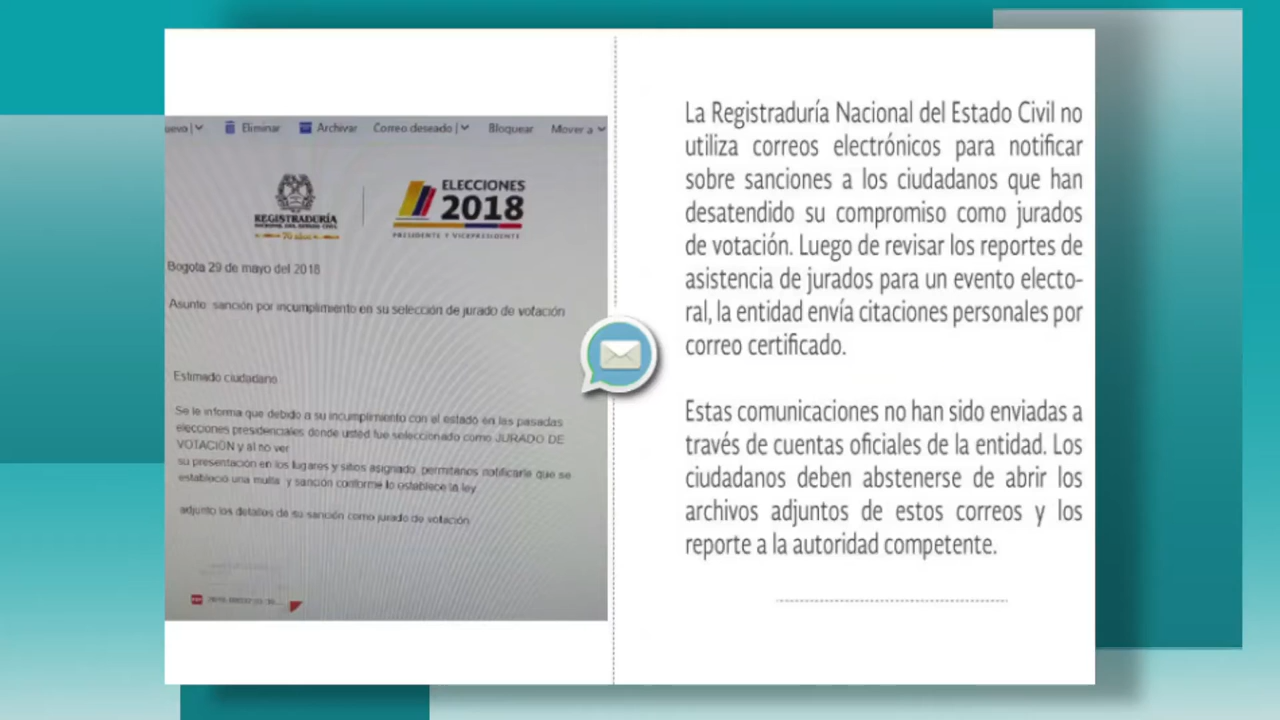 Eliminar Archivar Correo deseado Bloquear Mover a
REGISTRADURÍA
NACIONAL DEL ESTADO CIVIL
70 años
ELECCIONES
2018
PRESIDENTE Y VICEPRESIDENTE
Bogota 29 de mayo del 2018
Asunto sanción por incumplimiento en su selección de jurado de votación
Estimado ciudadano
Se le informa que debido a su incumplimiento con el estado en las pasadas
elecciones presidenciales donde usted fue seleccionado como JURADO DE
VOTACIÓN y al no ver
su presentación en los lugares y sitios asignado permitanos notificarle que se
estableció una multa y sanción conforme lo establece la ley
adjunto los detalles de su sanción como jurado de votación
La Registraduría Nacional del Estado Civil no
utiliza correos electrónicos para notificar
sobre sanciones a los ciudadanos que han
desatendido su compromiso como jurados
de votación. Luego de revisar los reportes de
asistencia de jurados para un evento electo-
ral, la entidad envía citaciones personales por
correo certificado.
Estas comunicaciones no han sido enviadas a
través de cuentas oficiales de la entidad. Los
ciudadanos deben abstenerse de abrir los
archivos adjuntos de estos correos y los
reporte a la autoridad competente.